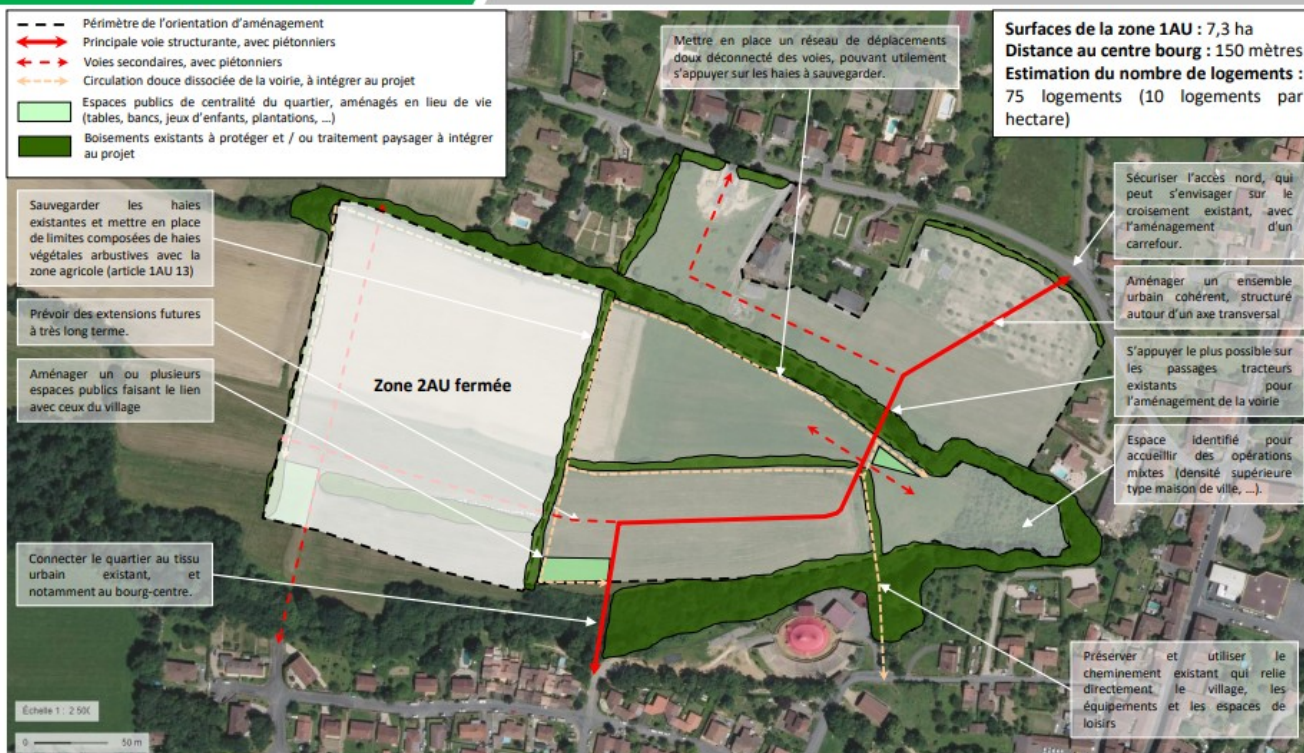 Périmètre de l'orientation d'aménagement
Principale voie structurante, avec piétonniers
Voies secondaires, avec piétonniers
Circulation douce dissociée de la voirie, à intégrer au projet
Espaces publics de centralité du quartier, aménagés en lieu de vie
(tables, bancs, jeux d'enfants, plantations, ...)
Boisements existants à protéger et / ou traitement paysager à intégrer
au projet
Mettre en place un réseau de déplacements
doux déconnecté des voies, pouvant utilement
s'appuyer sur les haies à sauvegarder.
Surfaces de la zone 1AU : 7,3 ha
Distance au centre bourg : 150 mètres
Estimation du nombre de logements :
75 logements (10 logements par
hectare)
Sauvegarder les haies
existantes et mettre en place
de limites composées de haies
végétales arbustives avec la
zone agricole (article 1AU 13)
Prévoir des extensions futures
à très long terme.
Aménager un ou plusieurs
espaces publics faisant le lien
avec ceux du village
Connecter le quartier au tissu
urbain existant, et
notamment au bourg-centre.
Zone 2AU fermée
Sécuriser l'accès nord, qui
peut s'envisager sur le
croisement existant, avec
l'aménagement d'un
carrefour.
Aménager un ensemble
urbain cohérent, structuré
autour d'un axe transversal
S'appuyer le plus possible sur
les passages tracteurs
existants pour
l'aménagement de la voirie
Espace identifié pour
accueillir des opérations
mixtes (densité supérieure
type maison de ville, ...).
Préserver et utiliser le
cheminement existant qui relie
directement le village, les
équipements et les espaces de
loisirs
Échelle 1 : 2 500
0 50 m